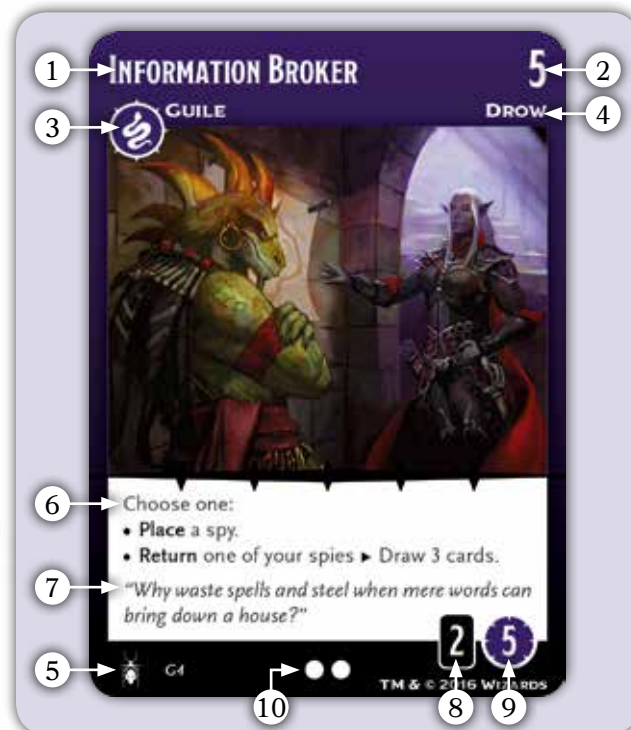 1 INFORMATION BROKER 5 2
3 GUILE DROW 4
6 Choose one:
• Place a spy.
• Return one of your spies ▶ Draw 3 cards.
7 "Why waste spells and steel when mere words can
bring down a house?"
2 5
5 G4
TM & © 2016 WIZARDS
10 8 9